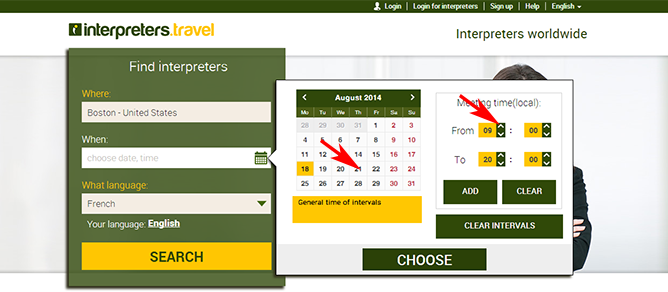 Login | Login for interpreters | Sign up | Help | English
interpreters.travel
Interpreters worldwide
Find interpreters
Where:
Boston - United States
When:
choose date, time
What language:
French
Your language: English
SEARCH
August 2014
Mo Tu We Th Fr Sa Su
28 29 30 31 1 2 3
4 5 6 7 8 9 10
11 12 13 14 15 16 17
18 19 20 21 22 23 24
25 26 27 28 29 30 31
General time of intervals
Meeting time(local):
From 09 : 00
To 20 : 00
ADD CLEAR
CLEAR INTERVALS
CHOOSE